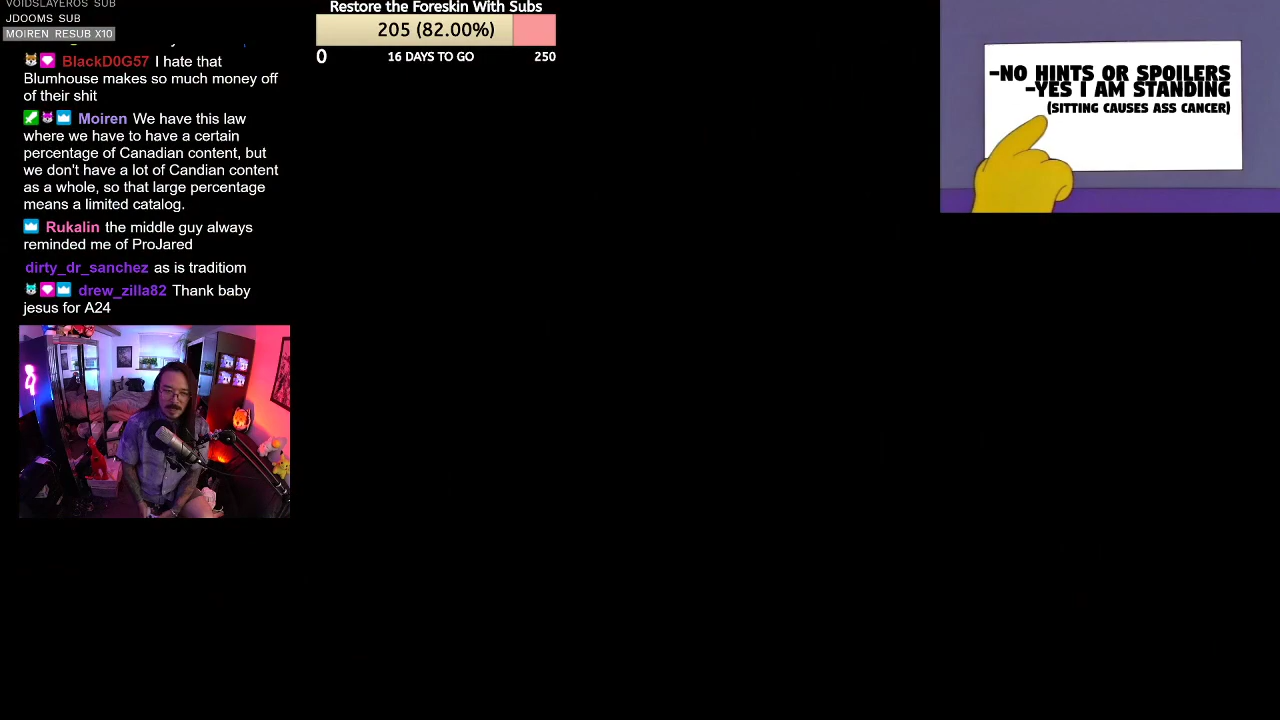 VOIDSLAYEROS SUB
JDOOMS SUB
MOIREN RESUB X10
BlackD0G57 I hate that
Blumhouse makes so much money off
of their shit
Moiren We have this law
where we have to have a certain
percentage of Canadian content, but
we don't have a lot of Candian content
as a whole, so that large percentage
means a limited catalog.
Rukalin the middle guy always
reminded me of ProJared
dirty_dr_sanchez as is traditiom
drew_zilla82 Thank baby
jesus for A24
Restore the Foreskin With Subs
205 (82.00%)
0 16 DAYS TO GO 250
-NO HINTS OR SPOILERS
-YES I AM STANDING
(SITTING CAUSES ASS CANCER)